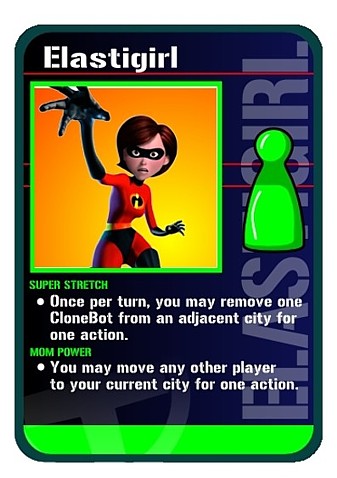 Elastigirl
ELASTIGIRL
SUPER STRETCH
• Once per turn, you may remove one
CloneBot from an adjacent city for
one action.
MOM POWER
• You may move any other player
to your current city for one action.